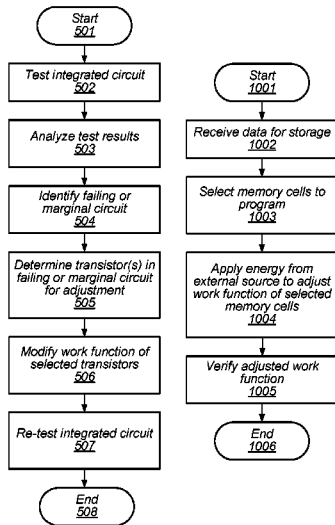 Start
501
Test integrated circuit
502
Analyze test results
503
Identify failing or
marginal circuit
504
Determine transistor(s) in
failing or marginal circuit
for adjustment
505
Modify work function of
selected transistors
506
Re-test integrated circuit
507
End
508
Start
1001
Receive data for storage
1002
Select memory cells to
program
1003
Apply energy from
external source to adjust
work function of selected
memory cells
1004
Verify adjusted work
function
1005
End
1006